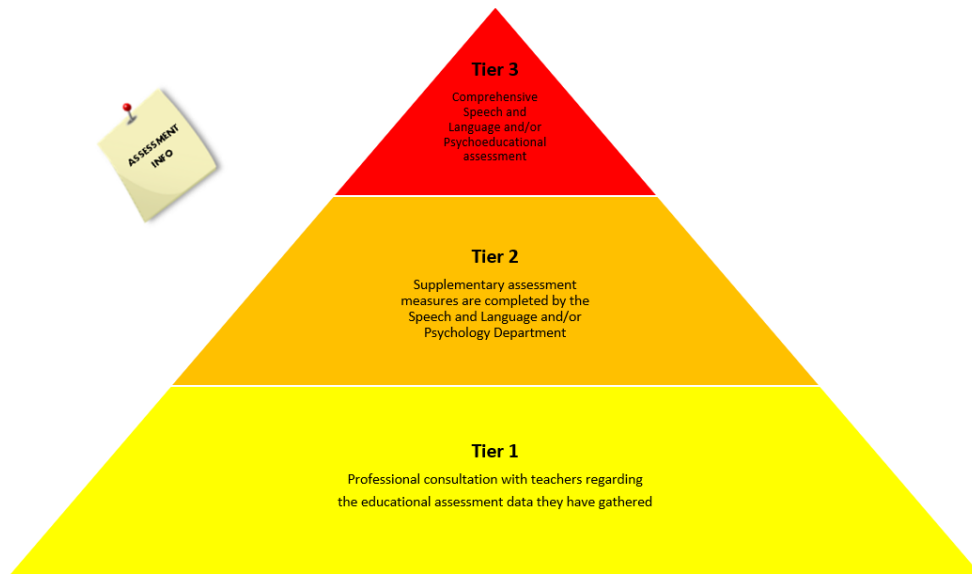 ASSESSMENT
INFO
Tier 3
Comprehensive
Speech and
Language and/or
Psychoeducational
assessment
Tier 2
Supplementary assessment
measures are completed by the
Speech and Language and/or
Psychology Department
Tier 1
Professional consultation with teachers regarding
the educational assessment data they have gathered